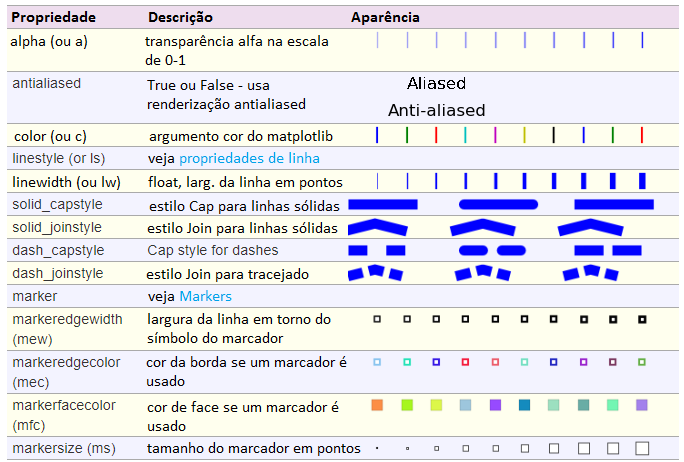 Propriedade Descrição Aparência
alpha (ou a) transparência alfa na escala
de 0-1
antialiased True ou False - usa Aliased
renderização antialiased Anti-aliased
color (ou c) argumento cor do matplotlib
linestyle (or ls) veja propriedades de linha
linewidth (ou lw) float, larg. da linha em pontos
solid_capstyle estilo Cap para linhas sólidas
solid_joinstyle estilo Join para linhas sólidas
dash_capstyle Cap style for dashes
dash_joinstyle estilo Join para tracejado
marker veja Markers
markeredgewidth largura da linha em torno do
(mew) símbolo do marcador
markeredgecolor cor da borda se um marcador é
(mec) usado
markerfacecolor cor de face se um marcador é
(mfc) usado
markersize (ms) tamanho do marcador em pontos